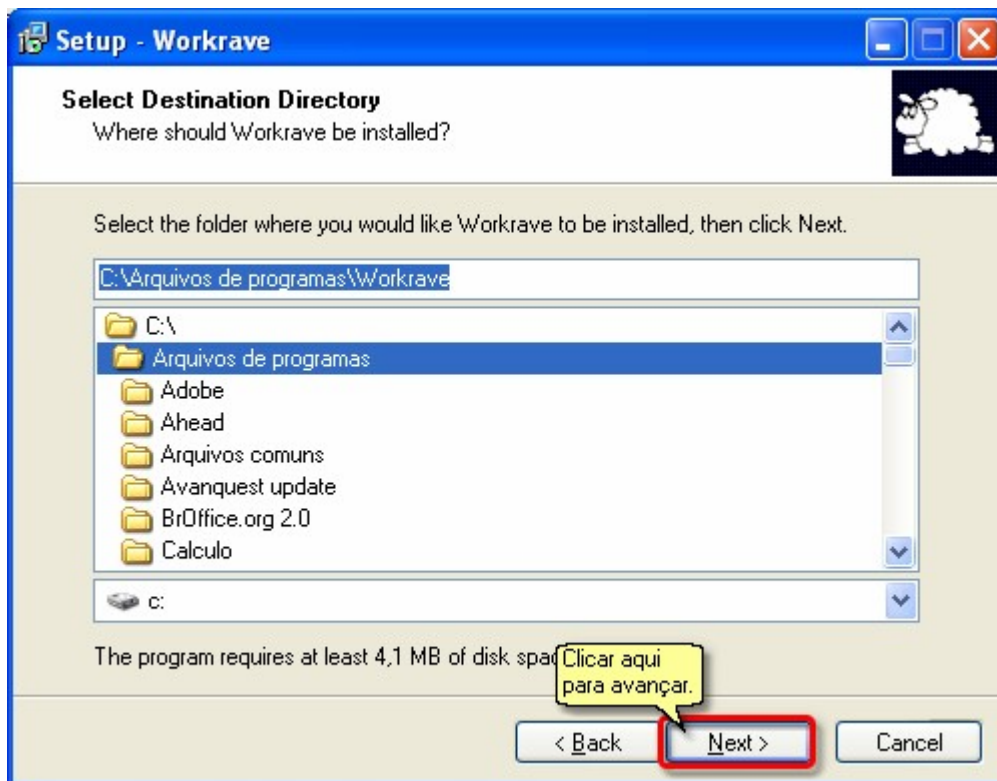 Setup - Workrave
Select Destination Directory
Where should Workrave be installed?
Select the folder where you would like Workrave to be installed, then click Next.
C:\Arquivos de programas\Workrave
C:\
Arquivos de programas
Adobe
Ahead
Arquivos comuns
Avanquest update
BrOffice.org 2.0
Calculo
c:
The program requires at least 4,1 MB of disk
Clicar aqui
para avançar.
< Back
Next >
Cancel